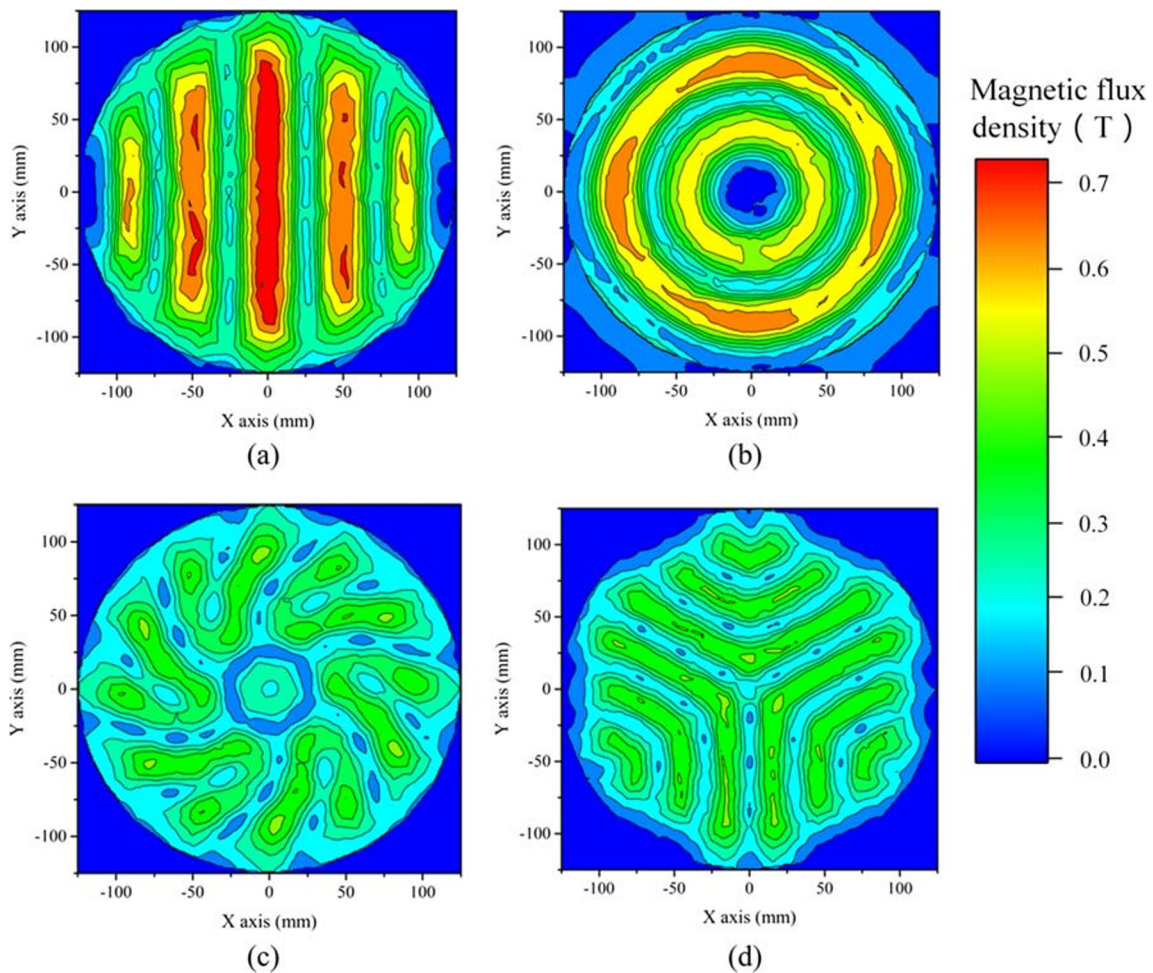 100
50
0
-50
-100
Y axis (mm)
-100 -50 0 50 100
X axis (mm)
(a)
100
50
0
-50
-100
Y axis (mm)
-100 -50 0 50 100
X axis (mm)
(b)
Magnetic flux
density ( T )
0.7
0.6
0.5
0.4
0.3
0.2
0.1
0.0
100
50
0
-50
-100
Y axis (mm)
-100 -50 0 50 100
X axis (mm)
(c)
100
50
0
-50
-100
Y axis (mm)
-100 -50 0 50 100
X axis (mm)
(d)